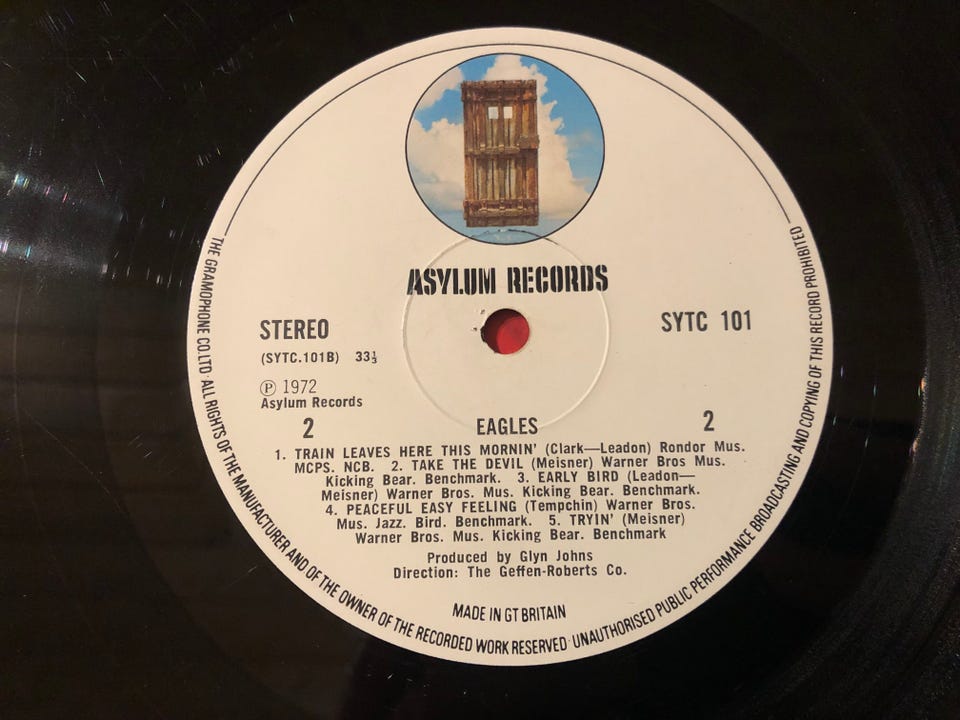 ASYLUM RECORDS
STEREO
SYTC 101
(SYTC.101B) 33⅓
Ⓟ 1972
Asylum Records
2 EAGLES 2
1. TRAIN LEAVES HERE THIS MORNIN' (Clark—Leadon) Rondor Mus.
MCPS. NCB. 2. TAKE THE DEVIL (Meisner) Warner Bros Mus.
Kicking Bear. Benchmark. 3. EARLY BIRD (Leadon—
Meisner) Warner Bros. Mus. Kicking Bear. Benchmark.
4. PEACEFUL EASY FEELING (Tempchin) Warner Bros.
Mus. Jazz. Bird. Benchmark. 5. TRYIN' (Meisner)
Warner Bros. Mus. Kicking Bear. Benchmark
Produced by Glyn Johns
Direction: The Geffen-Roberts Co.
MADE IN GT BRITAIN
THE GRAMOPHONE CO. LTD · ALL RIGHTS OF THE MANUFACTURER AND OF THE OWNER OF THE RECORDED WORK RESERVED · UNAUTHORISED PUBLIC PERFORMANCE BROADCASTING AND COPYING OF THIS RECORD PROHIBITED